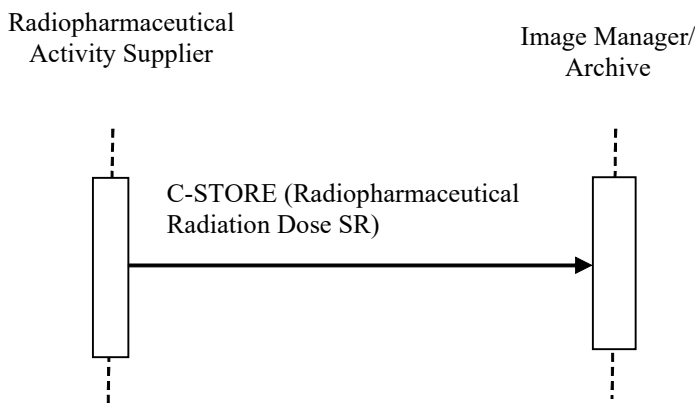 Radiopharmaceutical
Activity Supplier
Image Manager/
Archive
C-STORE (Radiopharmaceutical
Radiation Dose SR)